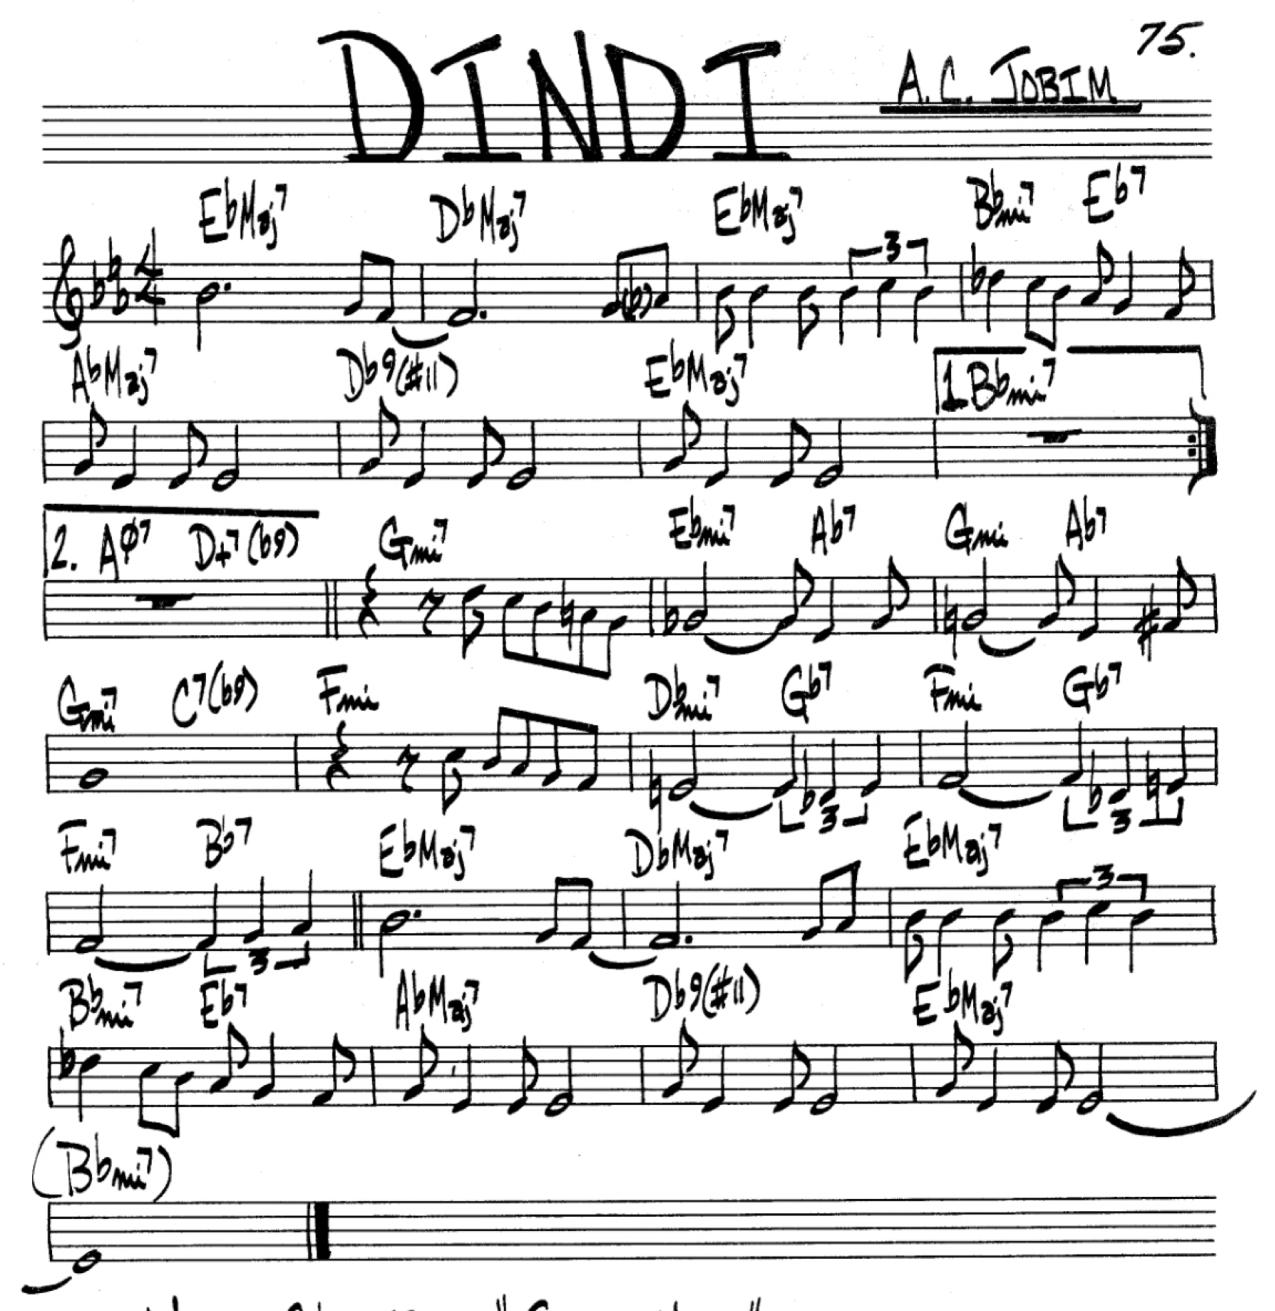 75.
DINDI
A.C. JOBIM
EbMaj7 DbMaj7 EbMaj7 Bbmi7 Eb7
4
4
3
AbMaj7 Db9(#11) EbMaj7 1. Bbmi7
2. Aø7 D+7(b9) Gmi7 Ebmi7 Ab7 Gmi Ab7
Gmi7 C7(b9) Fmi Dbmi7 Gb7 Fmi Gb7
3 3
Fmi7 Bb7 EbMaj7 DbMaj7 EbMaj7
3 3
Bbmi7 Eb7 AbMaj7 Db9(#11) EbMaj7
(Bbmi7)